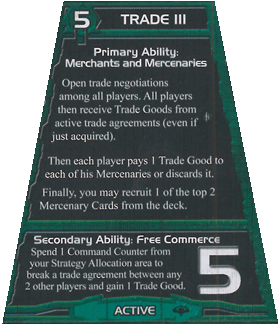 5 TRADE III
Primary Ability:
Merchants and Mercenaries
Open trade negotiations
among all players. All players
then receive Trade Goods from
active trade agreements (even if
just acquired).
Then each player pays 1 Trade Good to
each of his Mercenaries or discards it.
Finally, you may recruit 1 of the top 2
Mercenary Cards from the deck.
Secondary Ability: Free Commerce
Spend 1 Command Counter from
your Strategy Allocation area to
break a trade agreement between any
2 other players and gain 1 Trade Good.
5
ACTIVE